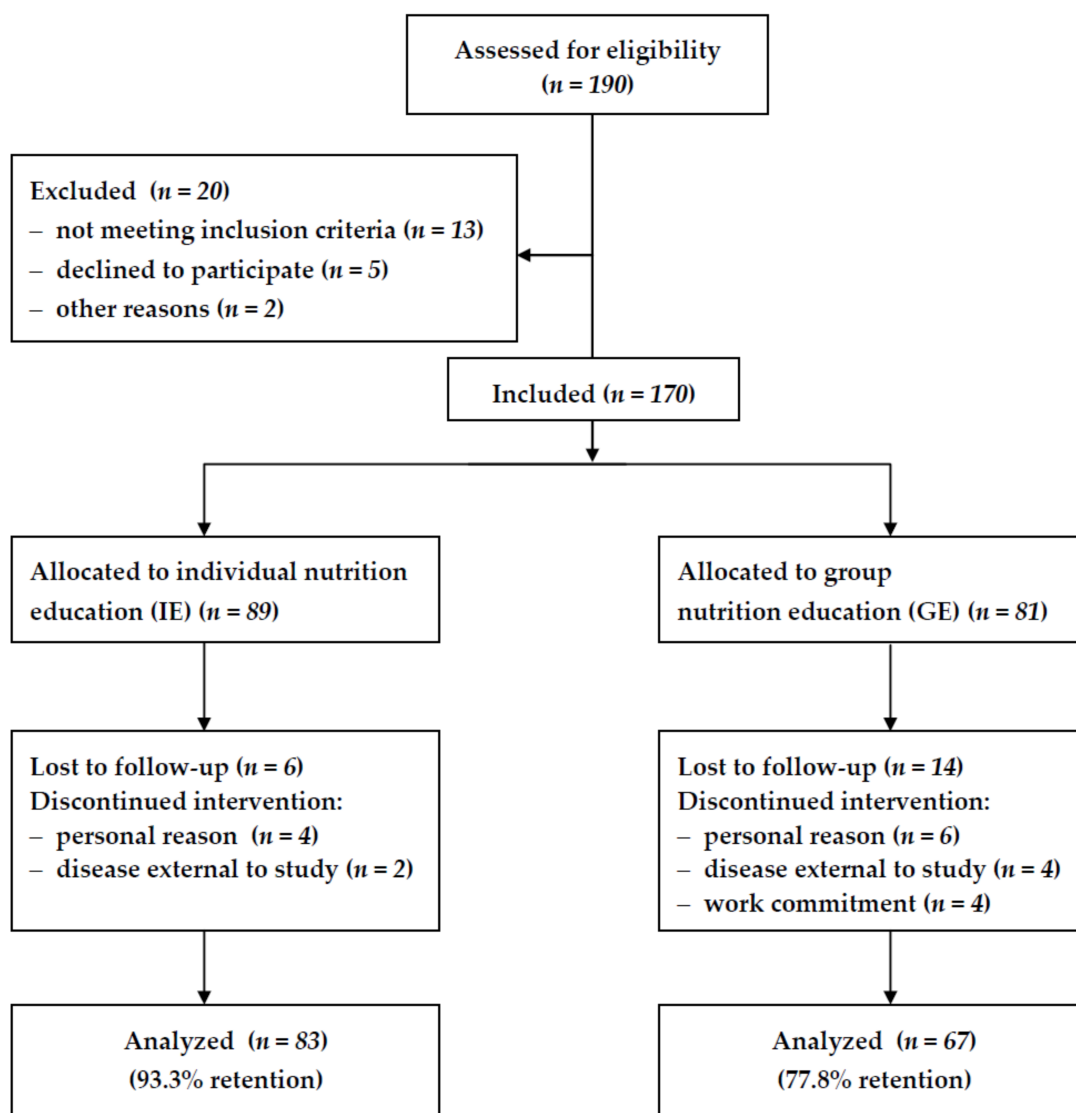 Assessed for eligibility
(n = 190)
Excluded (n = 20)
– not meeting inclusion criteria (n = 13)
– declined to participate (n = 5)
– other reasons (n = 2)
Included (n = 170)
Allocated to individual nutrition
education (IE) (n = 89)
Allocated to group
nutrition education (GE) (n = 81)
Lost to follow-up (n = 6)
Discontinued intervention:
– personal reason (n = 4)
– disease external to study (n = 2)
Lost to follow-up (n = 14)
Discontinued intervention:
– personal reason (n = 6)
– disease external to study (n = 4)
– work commitment (n = 4)
Analyzed (n = 83)
(93.3% retention)
Analyzed (n = 67)
(77.8% retention)